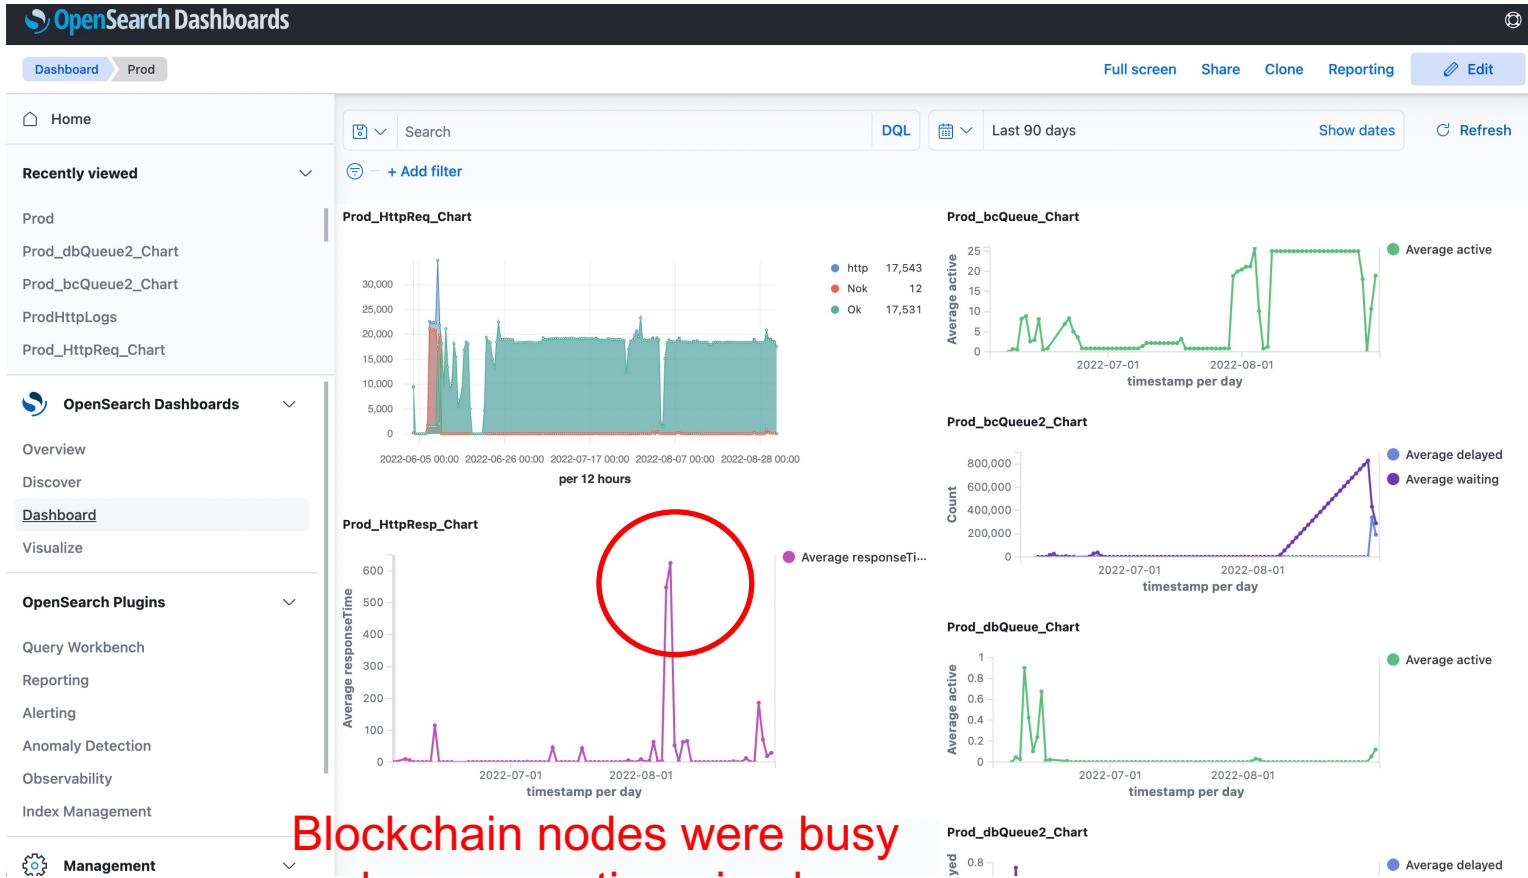 OpenSearch Dashboards
Dashboard Prod
Full screen Share Clone Reporting Edit
Home
Recently viewed
Prod
Prod_dbQueue2_Chart
Prod_bcQueue2_Chart
ProdHttpLogs
Prod_HttpReq_Chart
OpenSearch Dashboards
Overview
Discover
Dashboard
Visualize
OpenSearch Plugins
Query Workbench
Reporting
Alerting
Anomaly Detection
Observability
Index Management
Management
Search DQL
Last 90 days Show dates Refresh
+ Add filter
Prod_HttpReq_Chart
30,000
25,000
20,000
15,000
10,000
5,000
0
2022-06-05 00:00 2022-06-26 00:00 2022-07-17 00:00 2022-08-07 00:00 2022-08-28 00:00
per 12 hours
http 17,543
Nok 12
Ok 17,531
Prod_HttpResp_Chart
Average responseTime
600
500
400
300
200
100
0
2022-07-01 2022-08-01
timestamp per day
Average responseTi...
Blockchain nodes were busy
Prod_bcQueue_Chart
Average active
25
20
15
10
5
0
2022-07-01 2022-08-01
timestamp per day
Average active
Prod_bcQueue2_Chart
Count
800,000
600,000
400,000
200,000
0
2022-07-01 2022-08-01
timestamp per day
Average delayed
Average waiting
Prod_dbQueue_Chart
Average active
1
0.8
0.6
0.4
0.2
0
2022-07-01 2022-08-01
timestamp per day
Average active
Prod_dbQueue2_Chart
0.8
Average delayed